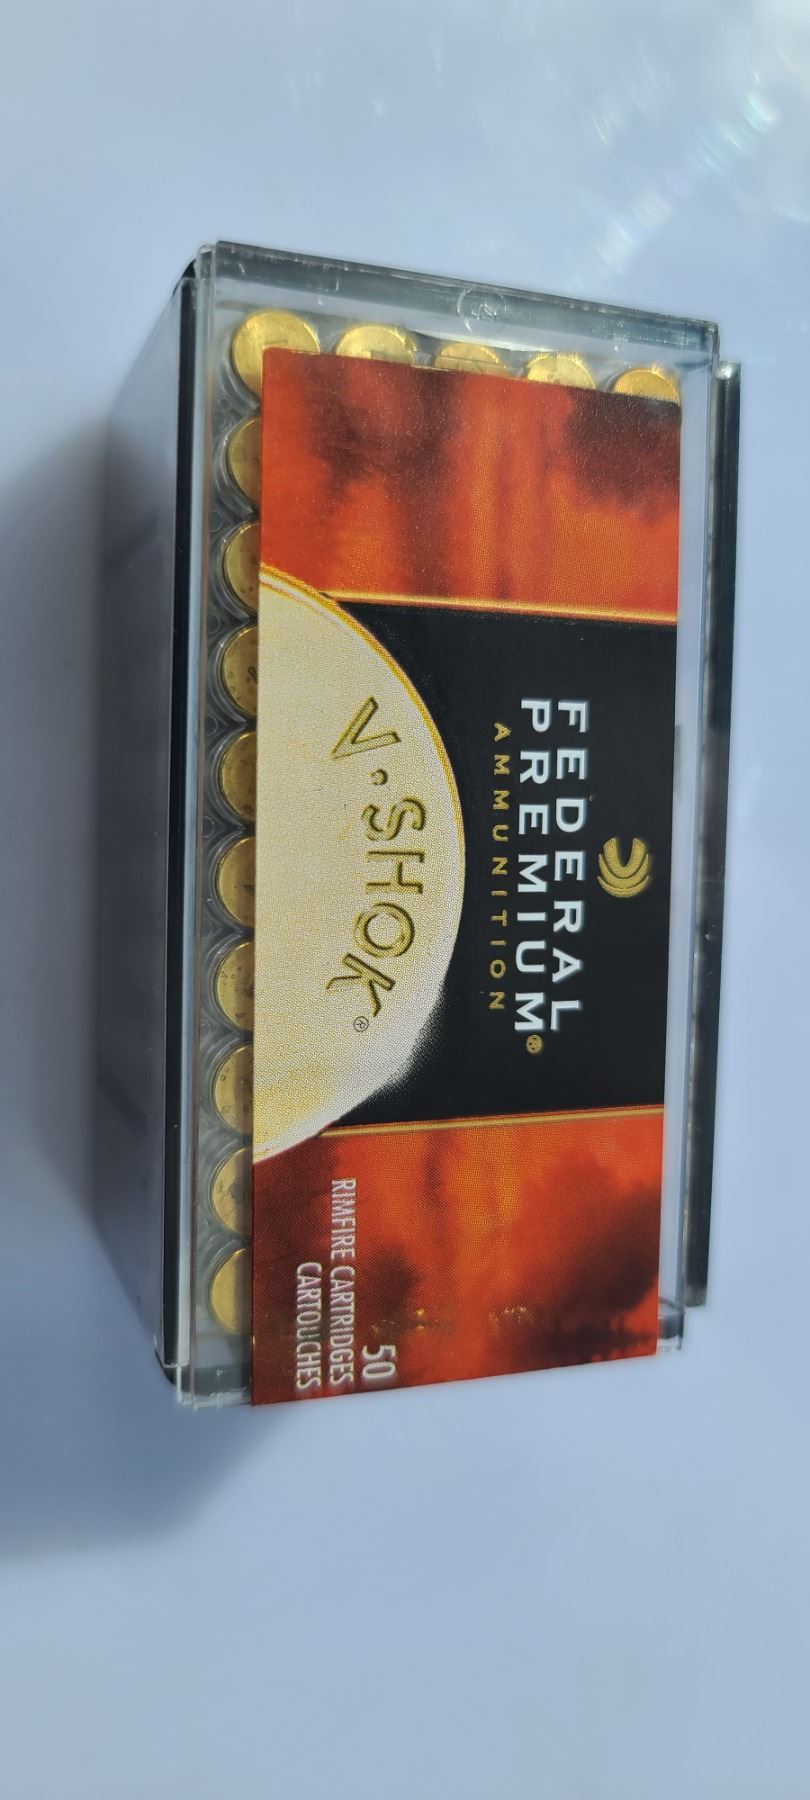 FEDERAL
PREMIUM®
AMMUNITION
V•SHOK®
50
RIMFIRE CARTRIDGES
CARTOUCHES